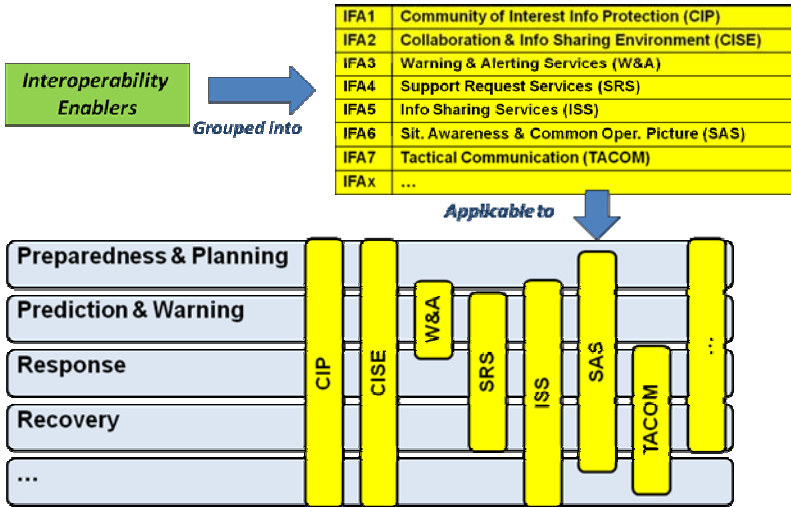 IFA1 Community of Interest Info Protection (CIP)
IFA2 Collaboration & Info Sharing Environment (CISE)
IFA3 Warning & Alerting Services (W&A)
IFA4 Support Request Services (SRS)
IFA5 Info Sharing Services (ISS)
IFA6 Sit. Awareness & Common Oper. Picture (SAS)
IFA7 Tactical Communication (TACOM)
IFAx ...
Interoperability
Enablers
Grouped into
Applicable to
Preparedness & Planning
Prediction & Warning
Response
Recovery
...
CIP
CISE
W&A
SRS
ISS
SAS
TACOM
...